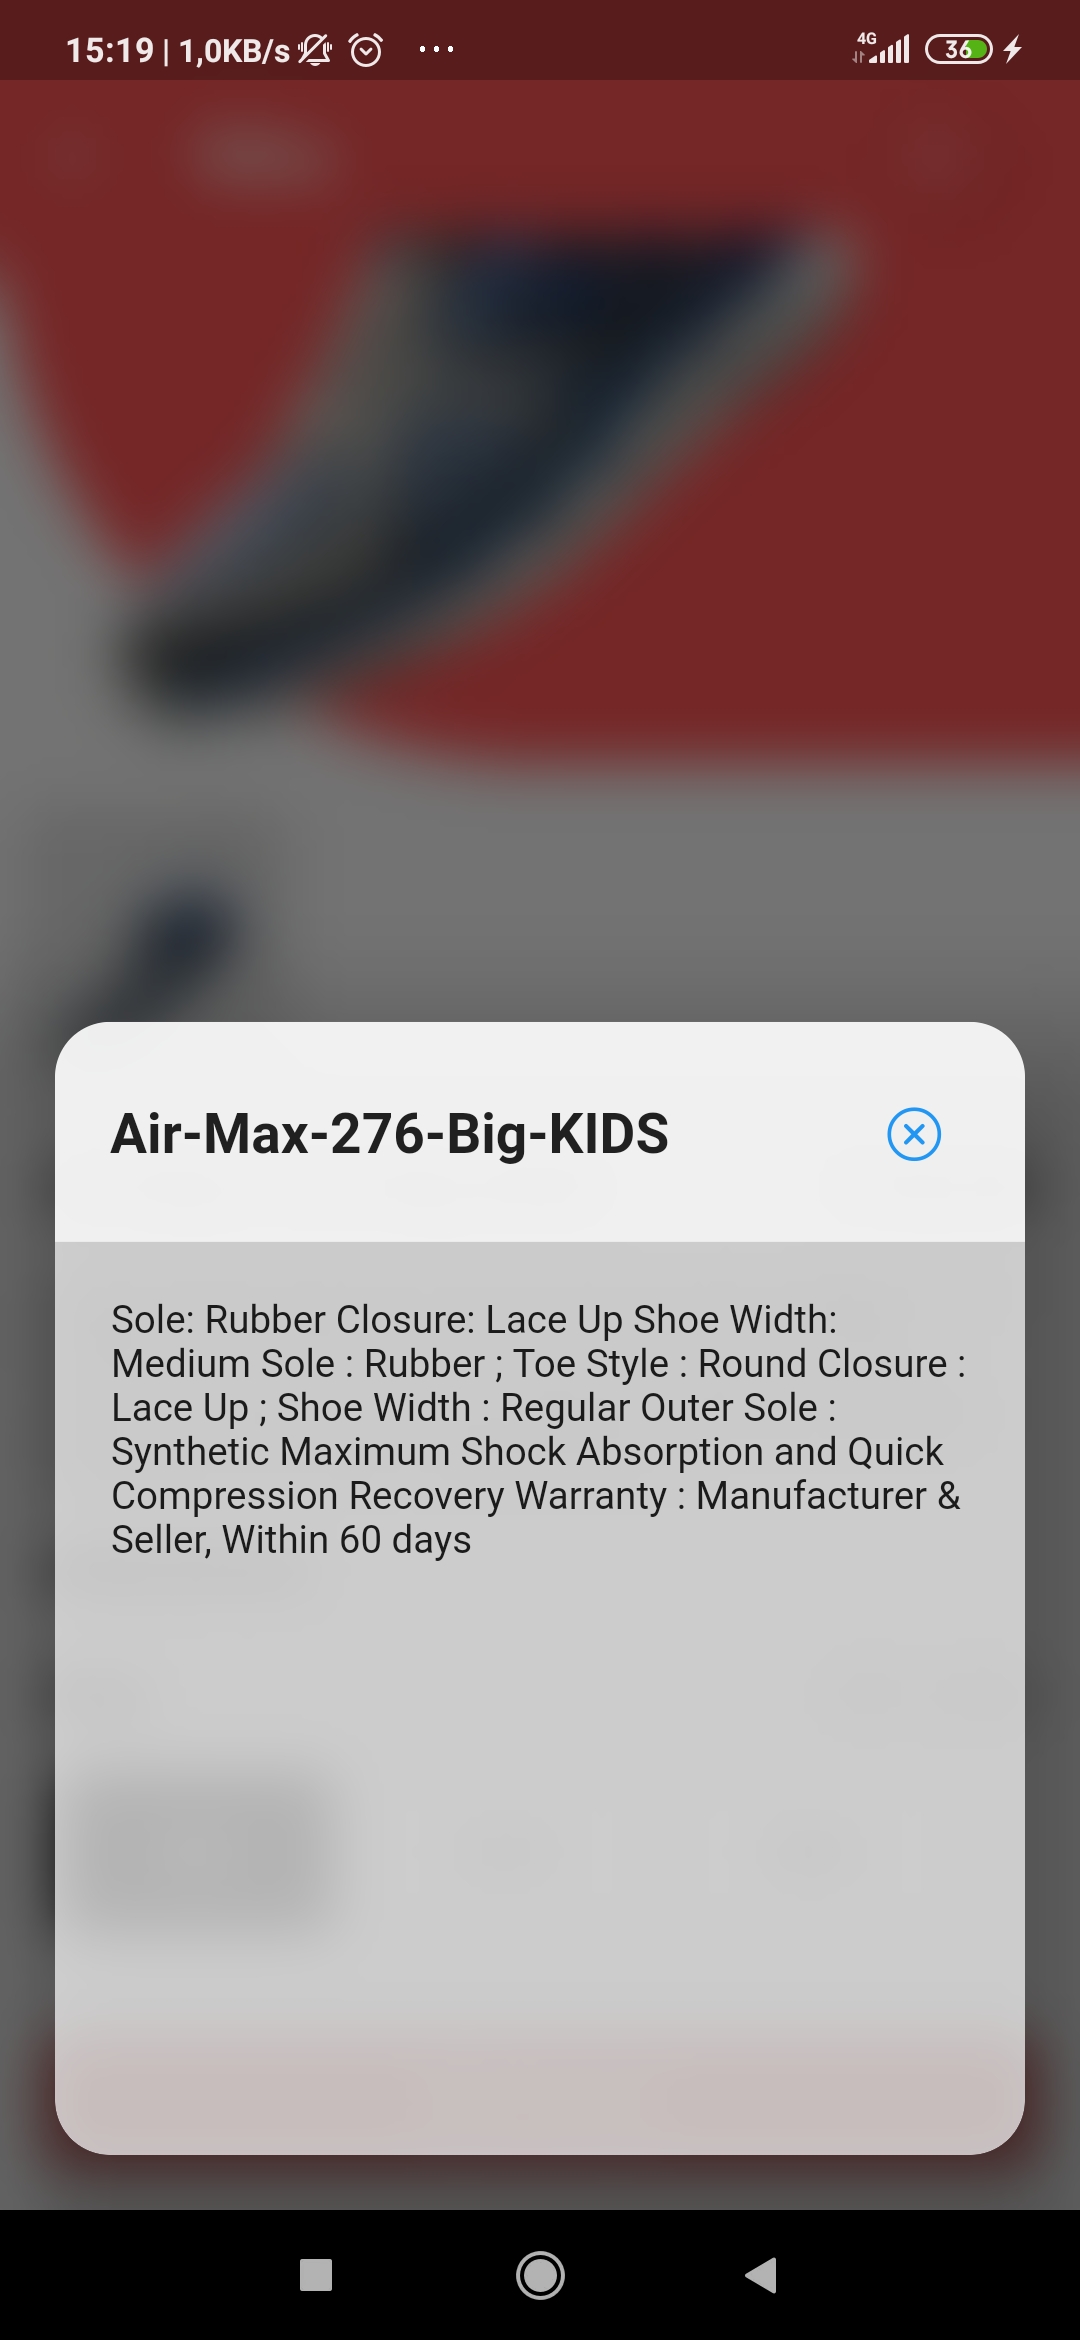 15:19 | 1,0KB/s ... 4G 36
Air-Max-276-Big-KIDS
Sole: Rubber Closure: Lace Up Shoe Width:
Medium Sole : Rubber ; Toe Style : Round Closure :
Lace Up ; Shoe Width : Regular Outer Sole :
Synthetic Maximum Shock Absorption and Quick
Compression Recovery Warranty : Manufacturer &
Seller, Within 60 days